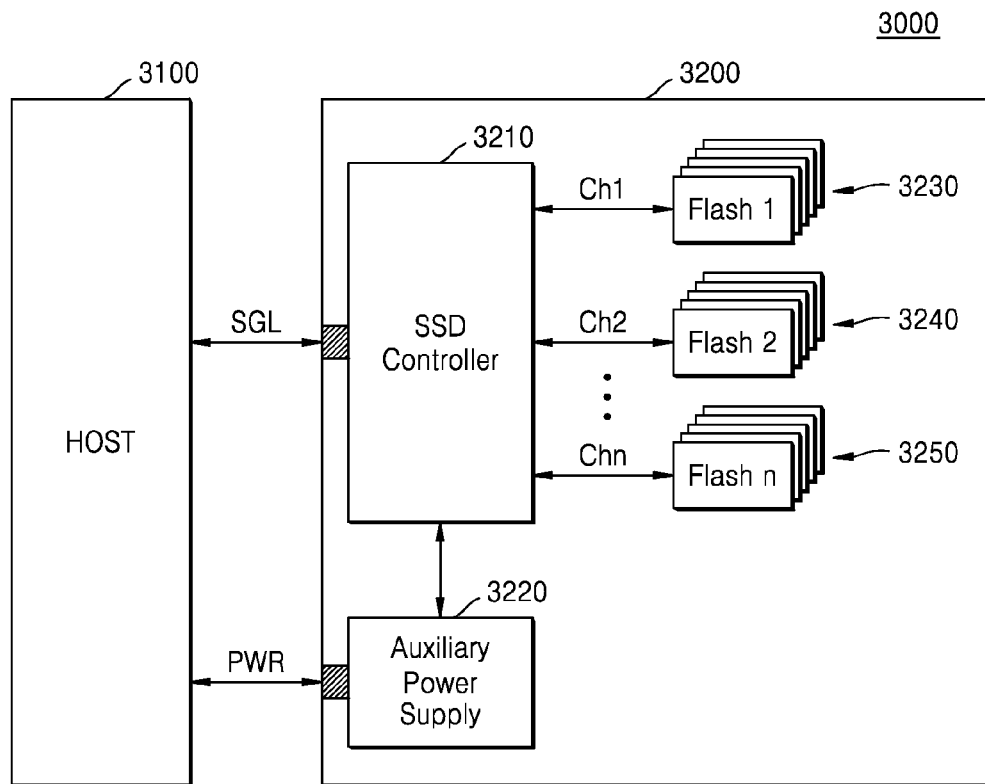 3000
3100
3200
3210
Ch1
Flash 1
3230
SGL
SSD
Controller
Ch2
Flash 2
3240
HOST
Chn
Flash n
3250
3220
PWR
Auxiliary
Power
Supply